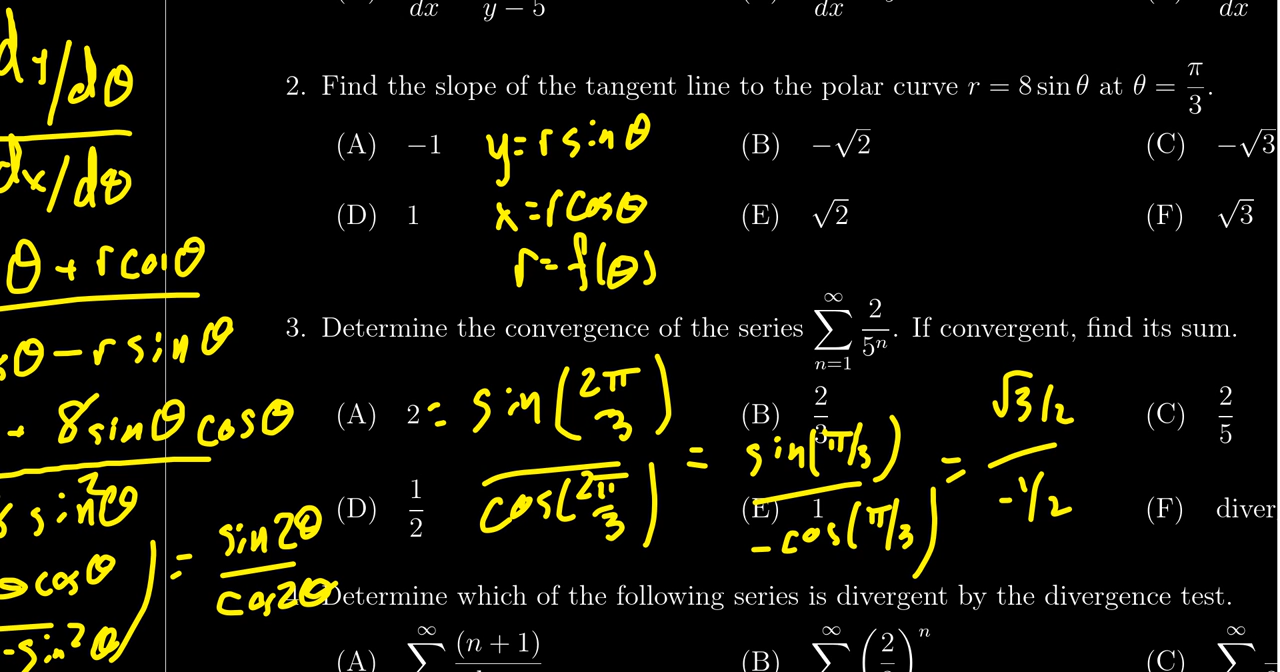 dx y − 5 dx dx
dy/dθ
dx/dθ
2. Find the slope of the tangent line to the polar curve r = 8 sin θ at θ = π/3.
(A) −1 (B) −√2 (C) −√3
(D) 1 (E) √2 (F) √3
y = r sin θ
x = r cos θ
r = f(θ)
θ + r cos θ
θ − r sin θ
3. Determine the convergence of the series ∑_{n=1}^{∞} 2/5ⁿ. If convergent, find its sum.
(A) 2 (B) 2/3 (C) 2/5
(D) 1/2 (E) 1 (F) diver
+ 8 sin θ cos θ
sin²θ
cos θ
− sin²θ
= sin 2θ / cos 2θ
= sin(2π/3) / cos(2π/3) = sin(π/3) / −cos(π/3) = √3/2 / −1/2
Determine which of the following series is divergent by the divergence test.
(A) ∑^{∞} (n + 1) (B) ∑^{∞} (2/ )ⁿ (C) ∑^{∞}